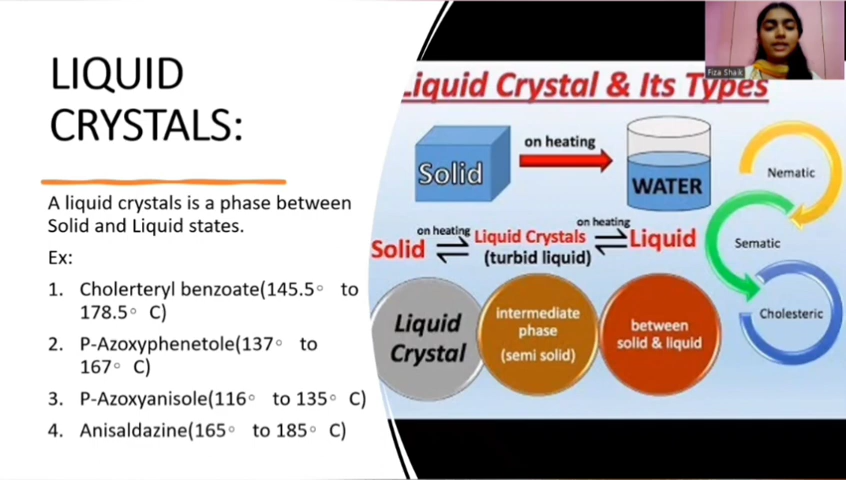 LIQUID
CRYSTALS:
A liquid crystals is a phase between
Solid and Liquid states.
Ex:
1. Cholerteryl benzoate(145.5° to
178.5° C)
2. P-Azoxyphenetole(137° to
167° C)
3. P-Azoxyanisole(116° to 135° C)
4. Anisaldazine(165° to 185° C)
Fiza Shaik
Liquid Crystal & Its Types
Solid
on heating
WATER
Solid
on heating
Liquid Crystals
(turbid liquid)
on heating
Liquid
Liquid
Crystal
intermediate
phase
(semi solid)
between
solid & liquid
Nematic
Sematic
Cholesteric